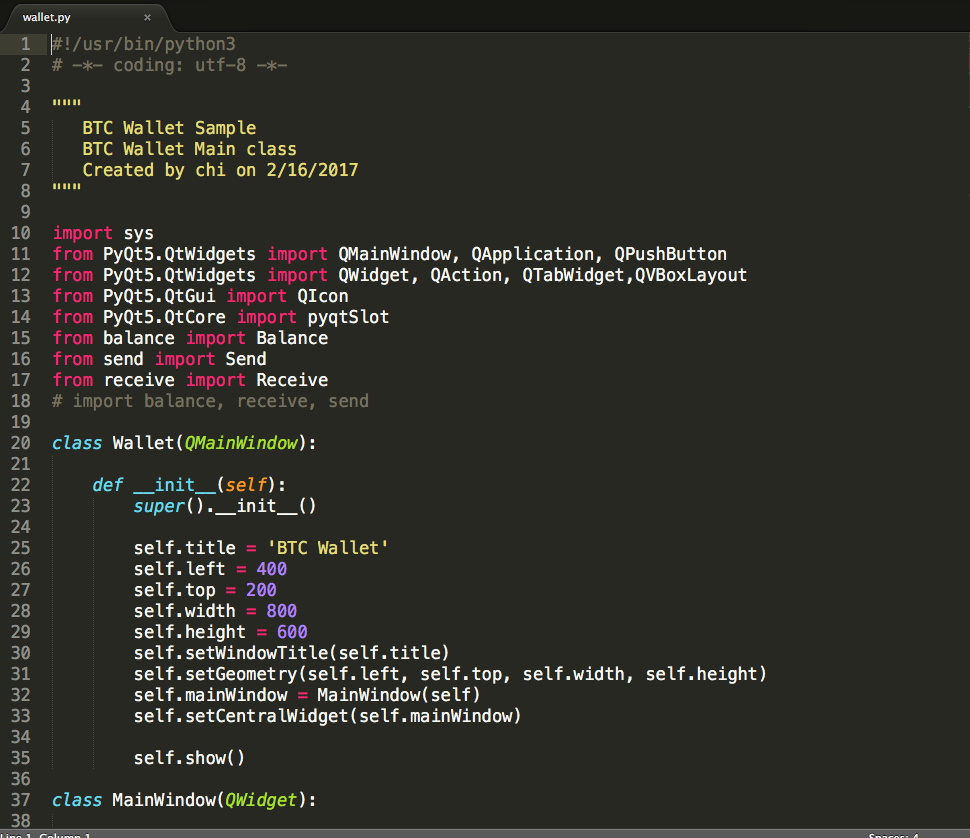 wallet.py ×
1 #!/usr/bin/python3
2 # -*- coding: utf-8 -*-
3
4 """
5    BTC Wallet Sample
6    BTC Wallet Main class
7    Created by chi on 2/16/2017
8 """
9
10 import sys
11 from PyQt5.QtWidgets import QMainWindow, QApplication, QPushButton
12 from PyQt5.QtWidgets import QWidget, QAction, QTabWidget,QVBoxLayout
13 from PyQt5.QtGui import QIcon
14 from PyQt5.QtCore import pyqtSlot
15 from balance import Balance
16 from send import Send
17 from receive import Receive
18 # import balance, receive, send
19
20 class Wallet(QMainWindow):
21
22     def __init__(self):
23         super().__init__()
24
25         self.title = 'BTC Wallet'
26         self.left = 400
27         self.top = 200
28         self.width = 800
29         self.height = 600
30         self.setWindowTitle(self.title)
31         self.setGeometry(self.left, self.top, self.width, self.height)
32         self.mainWindow = MainWindow(self)
33         self.setCentralWidget(self.mainWindow)
34
35         self.show()
36
37 class MainWindow(QWidget):
38
Line 1, Column 1 Spaces: 4